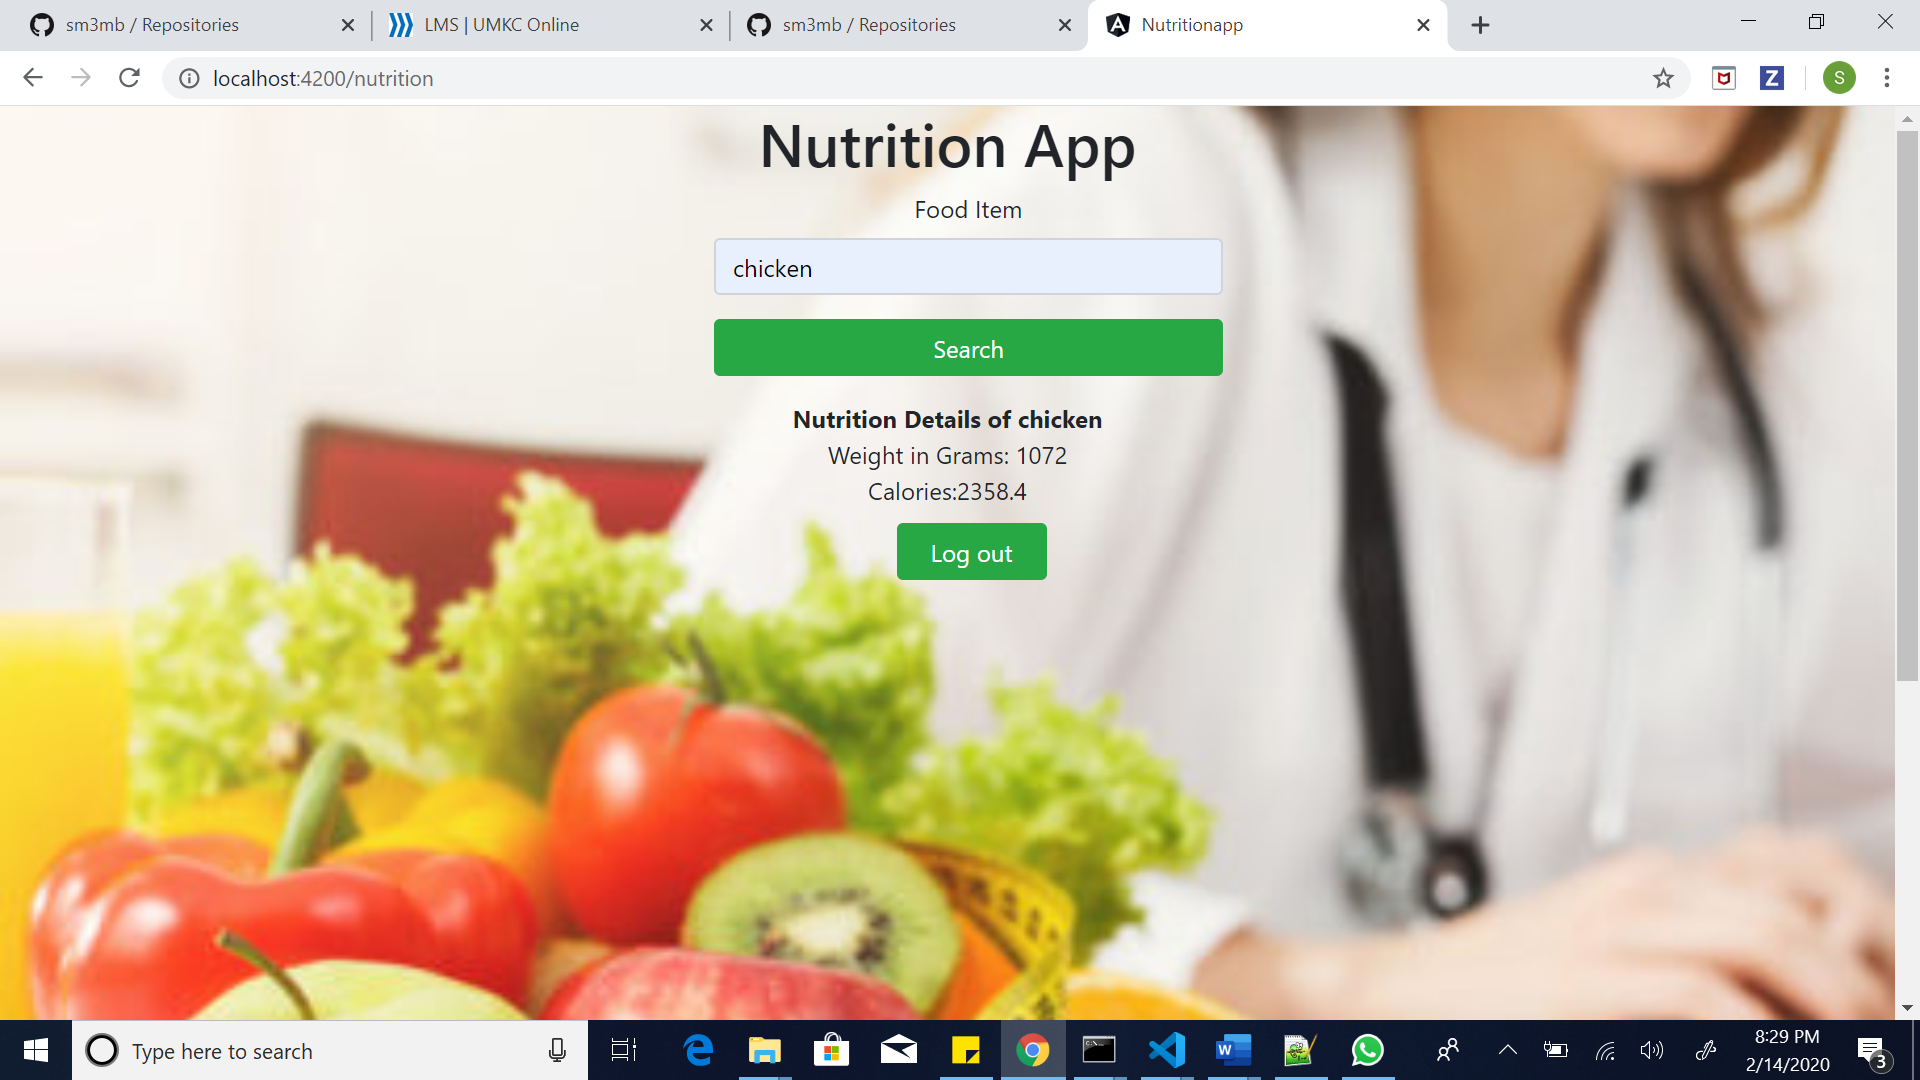 sm3mb / Repositories
LMS | UMKC Online
sm3mb / Repositories
Nutritionapp
localhost:4200/nutrition
Z
S
Nutrition App
Food Item
chicken
Search
Nutrition Details of chicken
Weight in Grams: 1072
Calories:2358.4
Log out
Type here to search
8:29 PM
2/14/2020
3